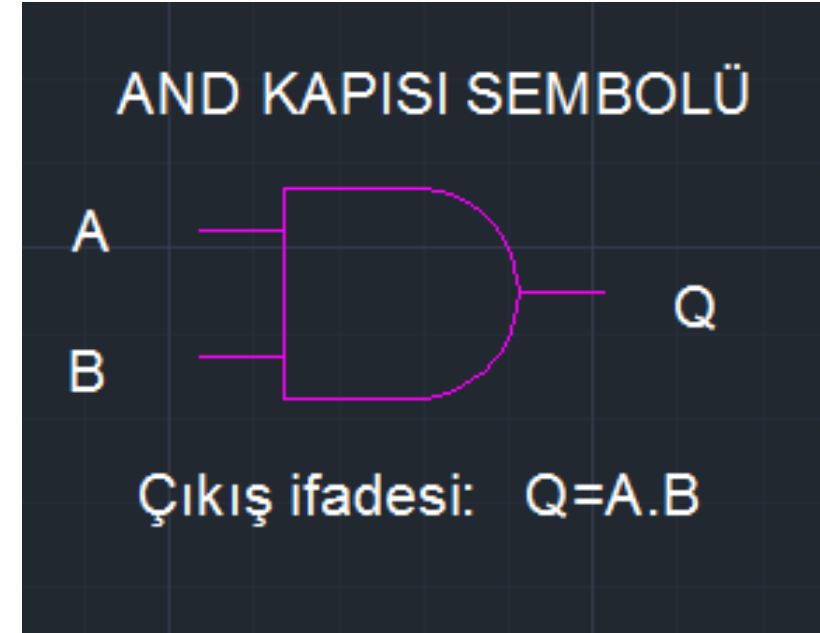 AND KAPISI SEMBOLÜ
A
Q
B
Çıkış ifadesi: Q=A.B